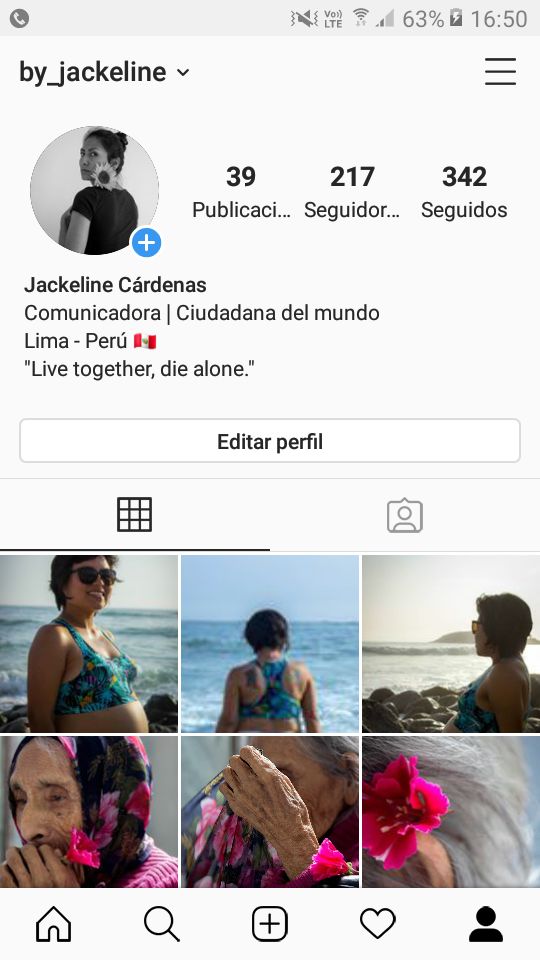 Vo)) LTE 63% 16:50
by_jackeline
39 217 342
Publicaci... Seguidor... Seguidos
Jackeline Cárdenas
Comunicadora | Ciudadana del mundo
Lima - Perú 🇵🇪
"Live together, die alone."
Editar perfil